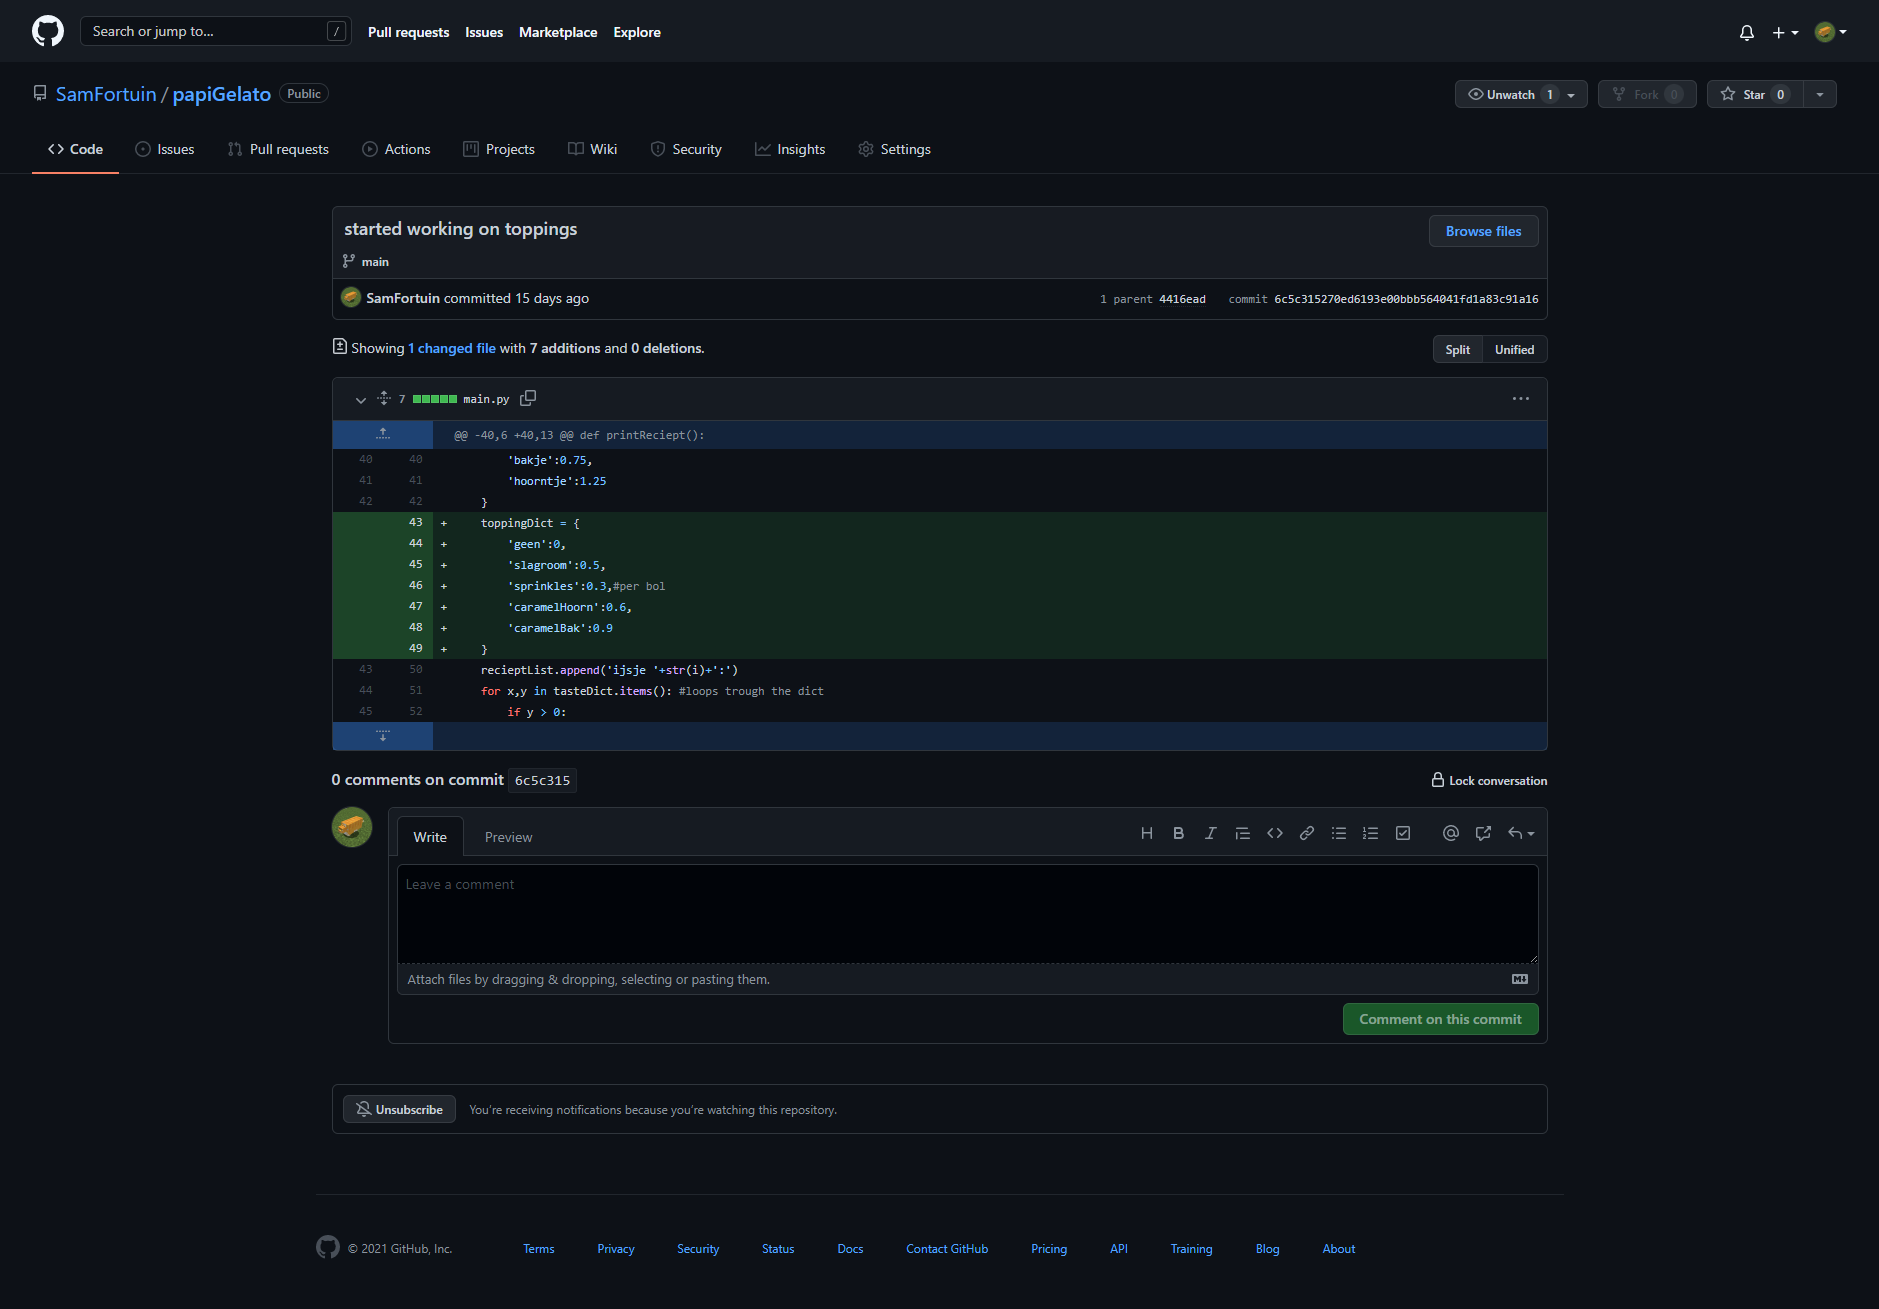 Search or jump to... /
Pull requests Issues Marketplace Explore
SamFortuin / papiGelato Public
Unwatch 1 Fork 0 Star 0
Code Issues Pull requests Actions Projects Wiki Security Insights Settings
started working on toppings
Browse files
main
SamFortuin committed 15 days ago
1 parent 4416ead commit 6c5c315270ed6193e00bbb564041fd1a83c91a16
Showing 1 changed file with 7 additions and 0 deletions.
Split Unified
7 main.py
@@ -40,6 +40,13 @@ def printReciept():
40 40 'bakje':0.75,
41 41 'hoorntje':1.25
42 42 }
43 + toppingDict = {
44 + 'geen':0,
45 + 'slagroom':0.5,
46 + 'sprinkles':0.3,#per bol
47 + 'caramelHoorn':0.6,
48 + 'caramelBak':0.9
49 + }
43 50 recieptList.append('ijsje '+str(i)+':')
44 51 for x,y in tasteDict.items(): #loops trough the dict
45 52 if y > 0:
0 comments on commit 6c5c315
Lock conversation
Write Preview
Leave a comment
Attach files by dragging & dropping, selecting or pasting them.
Comment on this commit
Unsubscribe You're receiving notifications because you're watching this repository.
© 2021 GitHub, Inc. Terms Privacy Security Status Docs Contact GitHub Pricing API Training Blog About